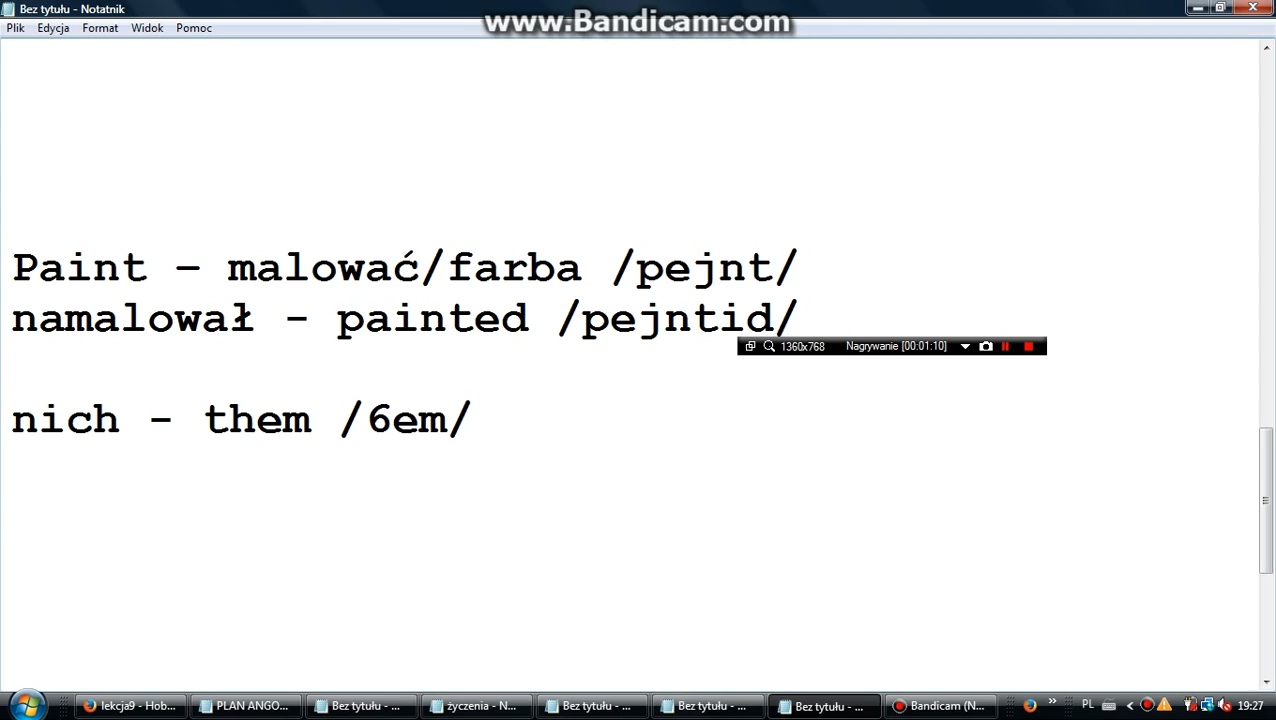 Bez tytułu - Notatnik
www.Bandicam.com
Plik Edycja Format Widok Pomoc
Paint – malować/farba /pejnt/
namalował - painted /pejntid/
1360x768 Nagrywanie [00:01:10]
nich - them /6em/
lekcja9 - Hob... PLAN ANGO... Bez tytułu - ... życzenia - N... Bez tytułu - ... Bez tytułu - ... Bez tytułu - ... Bandicam (N... PL 19:27